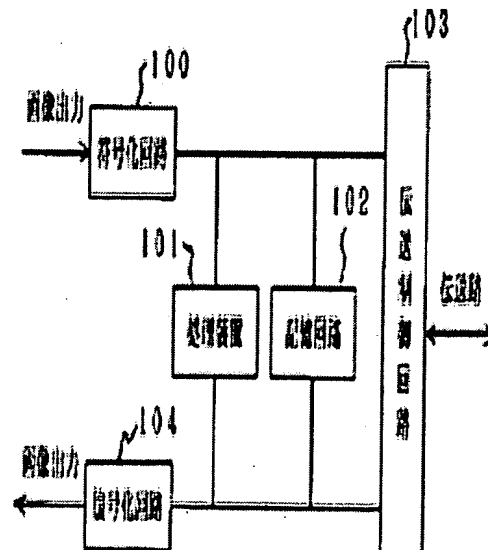 103
100
画像出力
符号化回路
102
101
伝送制御回路
処理装置
記憶回路
伝送路
104
画像出力
復号化回路